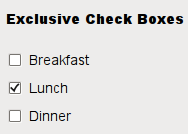 Exclusive Check Boxes
Breakfast
Lunch
Dinner